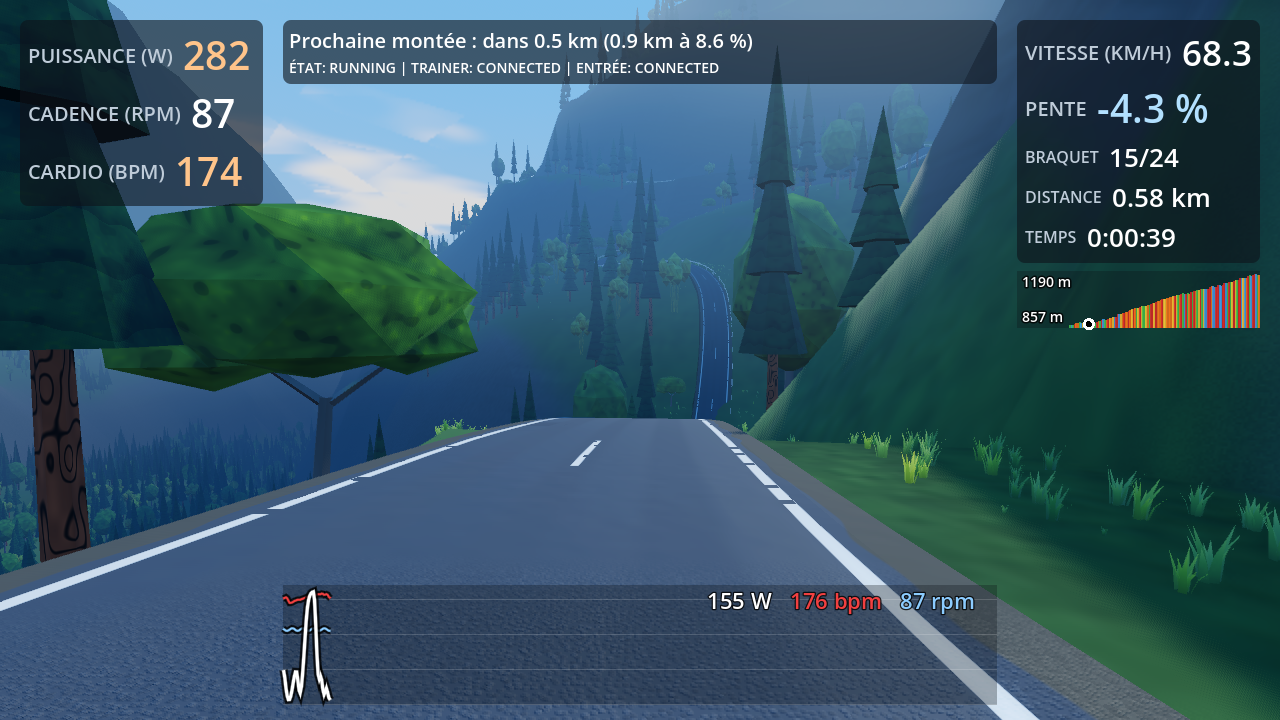 PUISSANCE (W) 282
CADENCE (RPM) 87
CARDIO (BPM) 174
Prochaine montée : dans 0.5 km (0.9 km à 8.6 %)
ÉTAT: RUNNING | TRAINER: CONNECTED | ENTRÉE: CONNECTED
VITESSE (KM/H) 68.3
PENTE -4.3 %
BRAQUET 15/24
DISTANCE 0.58 km
TEMPS 0:00:39
1190 m
857 m
155 W 176 bpm 87 rpm